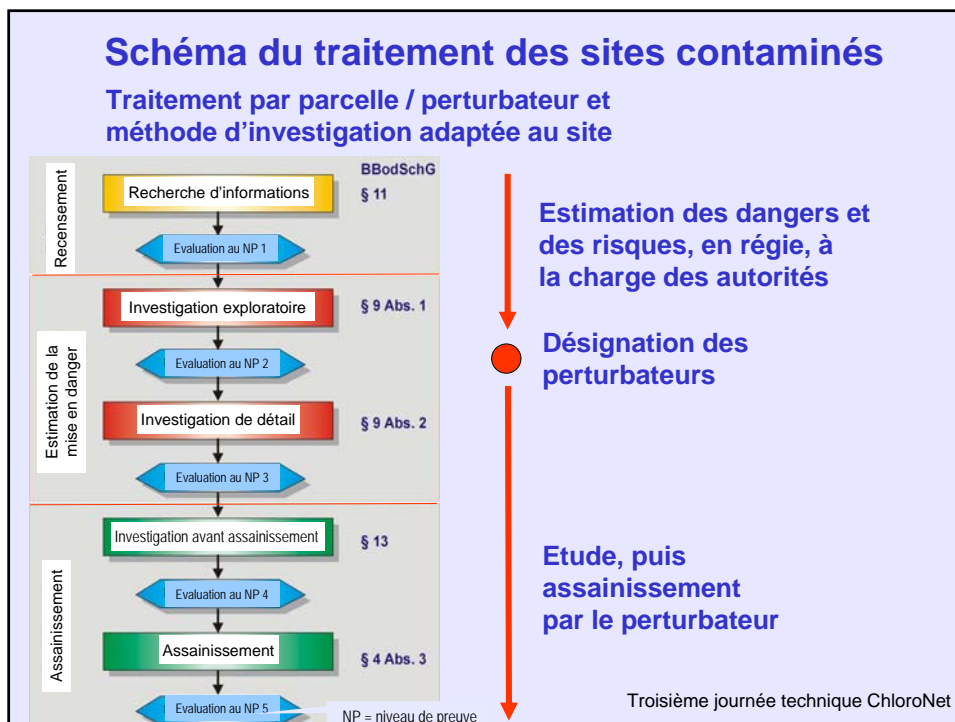 Schéma du traitement des sites contaminés
Traitement par parcelle / perturbateur et
méthode d'investigation adaptée au site
Recensement
BBodSchG
Recherche d'informations
§ 11
Evaluation au NP 1
Estimation de la
mise en danger
Investigation exploratoire
§ 9 Abs. 1
Evaluation au NP 2
Investigation de détail
§ 9 Abs. 2
Evaluation au NP 3
Assainissement
Investigation avant assainissement
§ 13
Evaluation au NP 4
Assainissement
§ 4 Abs. 3
Evaluation au NP 5
NP = niveau de preuve
Estimation des dangers et
des risques, en régie, à
la charge des autorités
Désignation des
perturbateurs
Etude, puis
assainissement
par le perturbateur
Troisième journée technique ChloroNet